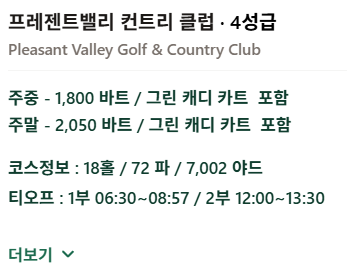 프레젠트밸리 컨트리 클럽 · 4성급
Pleasant Valley Golf & Country Club
주중 - 1,800 바트 / 그린 캐디 카트  포함
주말 - 2,050 바트 / 그린 캐디 카트  포함
코스정보 : 18홀 / 72 파 / 7,002 야드
티오프 : 1부 06:30~08:57 / 2부 12:00~13:30
더보기